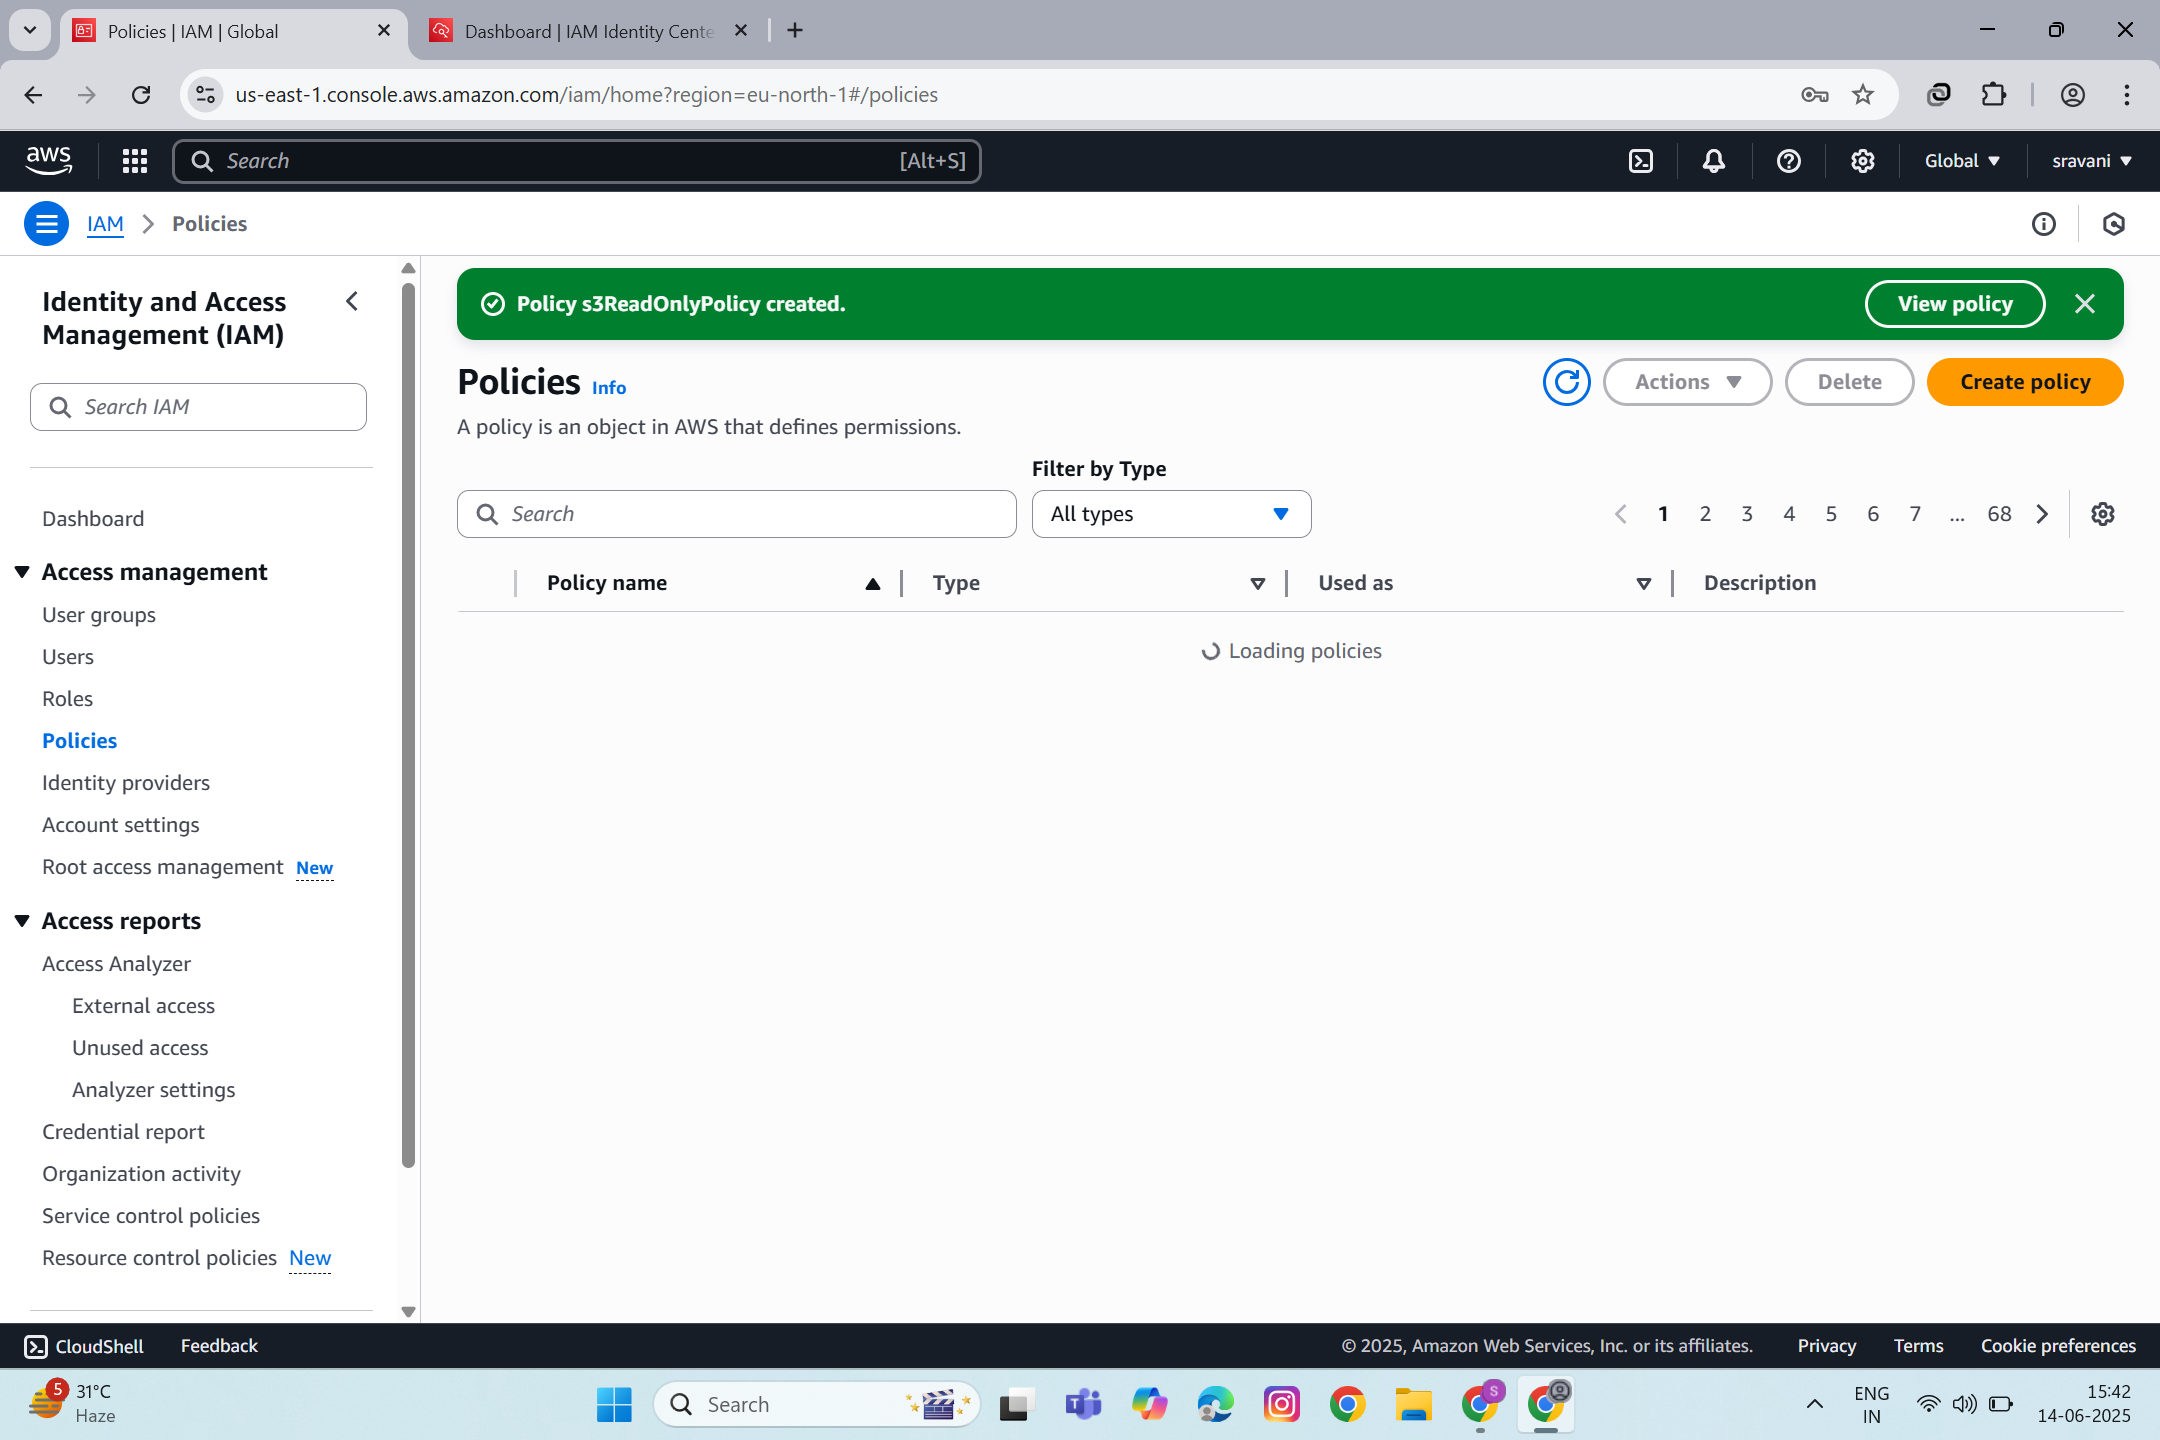 Policies | IAM | Global
Dashboard | IAM Identity Cente
us-east-1.console.aws.amazon.com/iam/home?region=eu-north-1#/policies
aws
Search
[Alt+S]
Global
sravani
IAM
Policies
Identity and Access
Management (IAM)
Search IAM
Dashboard
Access management
User groups
Users
Roles
Policies
Identity providers
Account settings
Root access management New
Access reports
Access Analyzer
External access
Unused access
Analyzer settings
Credential report
Organization activity
Service control policies
Resource control policies New
Policy s3ReadOnlyPolicy created.
View policy
Policies Info
Actions
Delete
Create policy
A policy is an object in AWS that defines permissions.
Filter by Type
Search
All types
1 2 3 4 5 6 7 ... 68
Policy name
Type
Used as
Description
Loading policies
CloudShell
Feedback
© 2025, Amazon Web Services, Inc. or its affiliates.
Privacy
Terms
Cookie preferences
5
31°C
Haze
Search
S
ENG
IN
15:42
14-06-2025